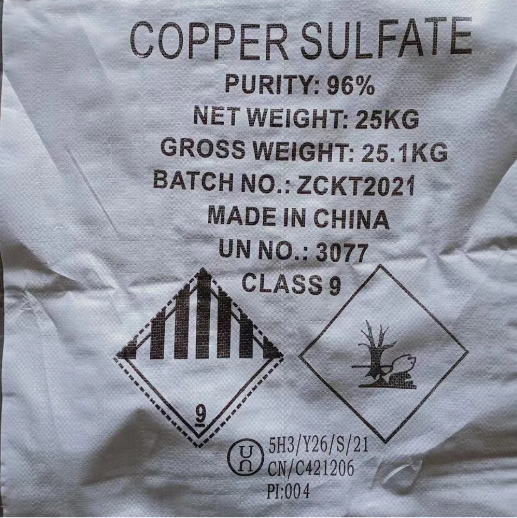 COPPER SULFATE
PURITY: 96%
NET WEIGHT: 25KG
GROSS WEIGHT: 25.1KG
BATCH NO.: ZCKT2021
MADE IN CHINA
UN NO.: 3077
CLASS 9
9
un
5H3/Y26/S/21
CN/C421206
PI:004